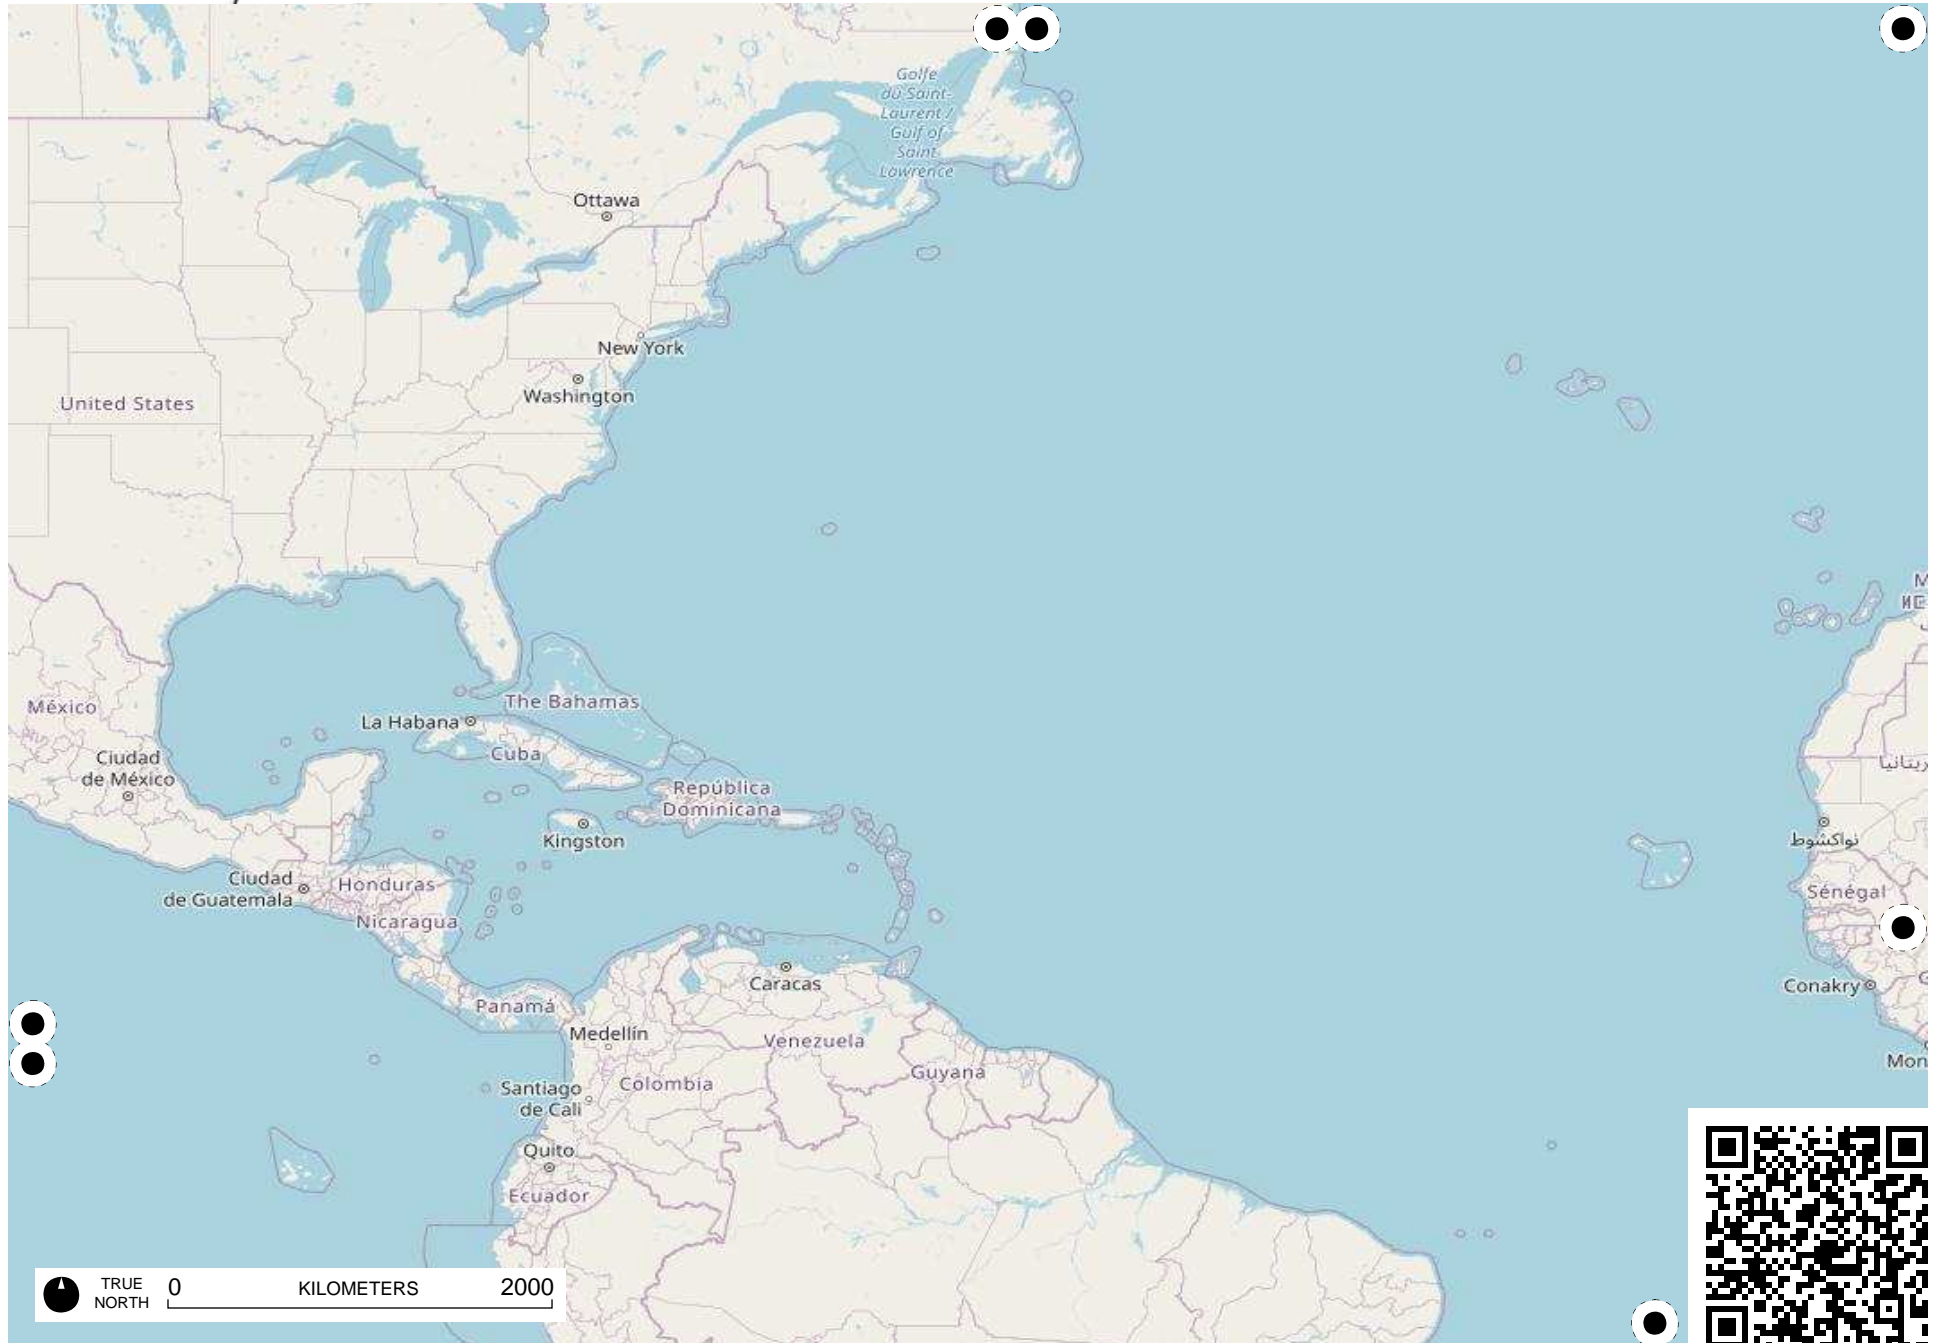 Golfe
du Saint-
Laurent /
Gulf of
Saint
Lawrence
Ottawa
New York
Washington
United States
México
La Habana
The Bahamas
Cuba
Ciudad
de México
República
Dominicana
Kingston
Ciudad
de Guatemala
Honduras
Nicaragua
نواكشوط
Sénégal
Conakry
Caracas
Panamá
Medellín
Venezuela
Guyana
Colombia
Santiago
de Cali
Quito
Ecuador
Mon
TRUE
NORTH
0 KILOMETERS 2000